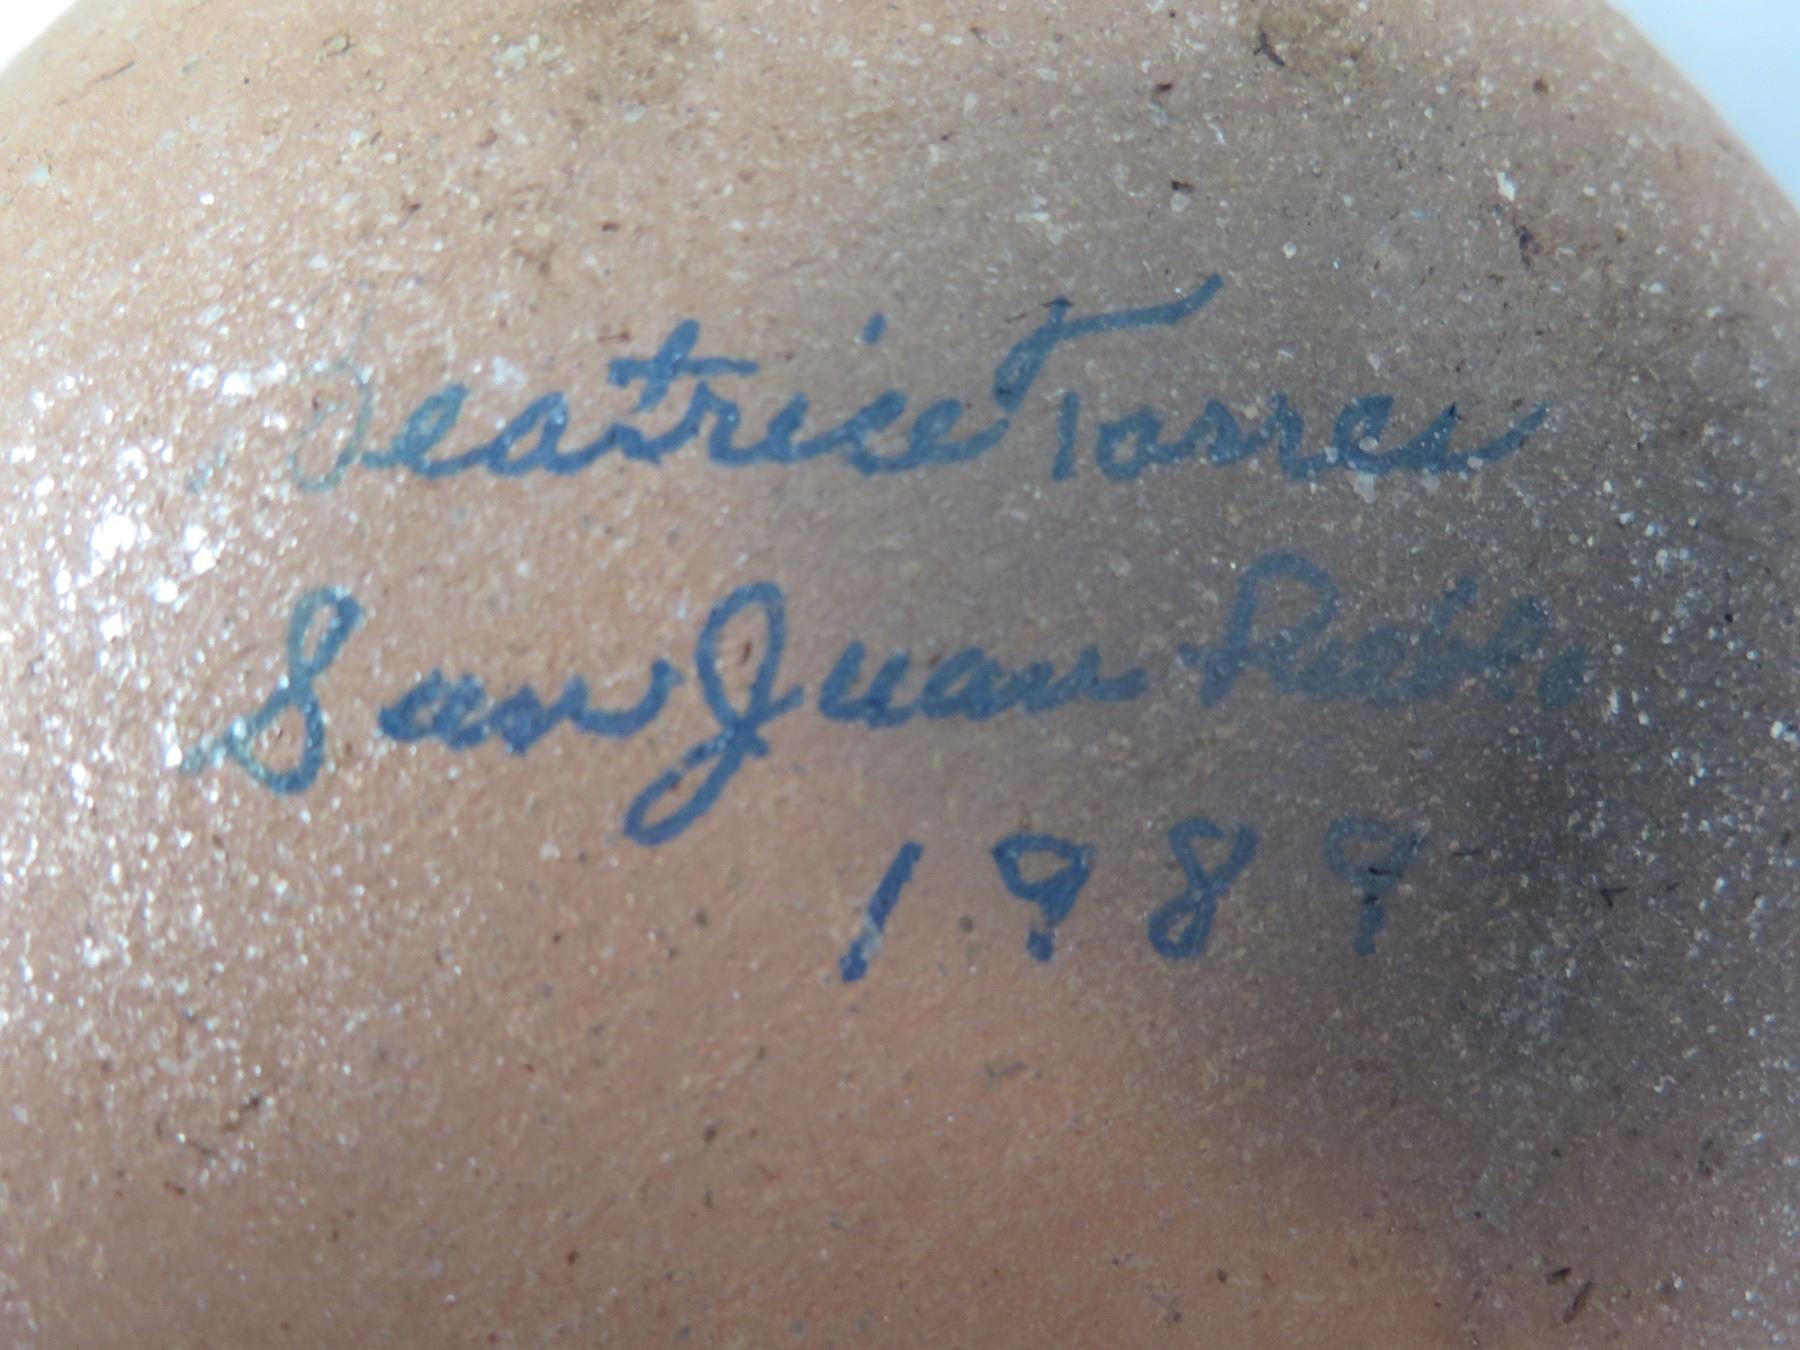 Beatrice Torres
San Juan Pueblo
1989